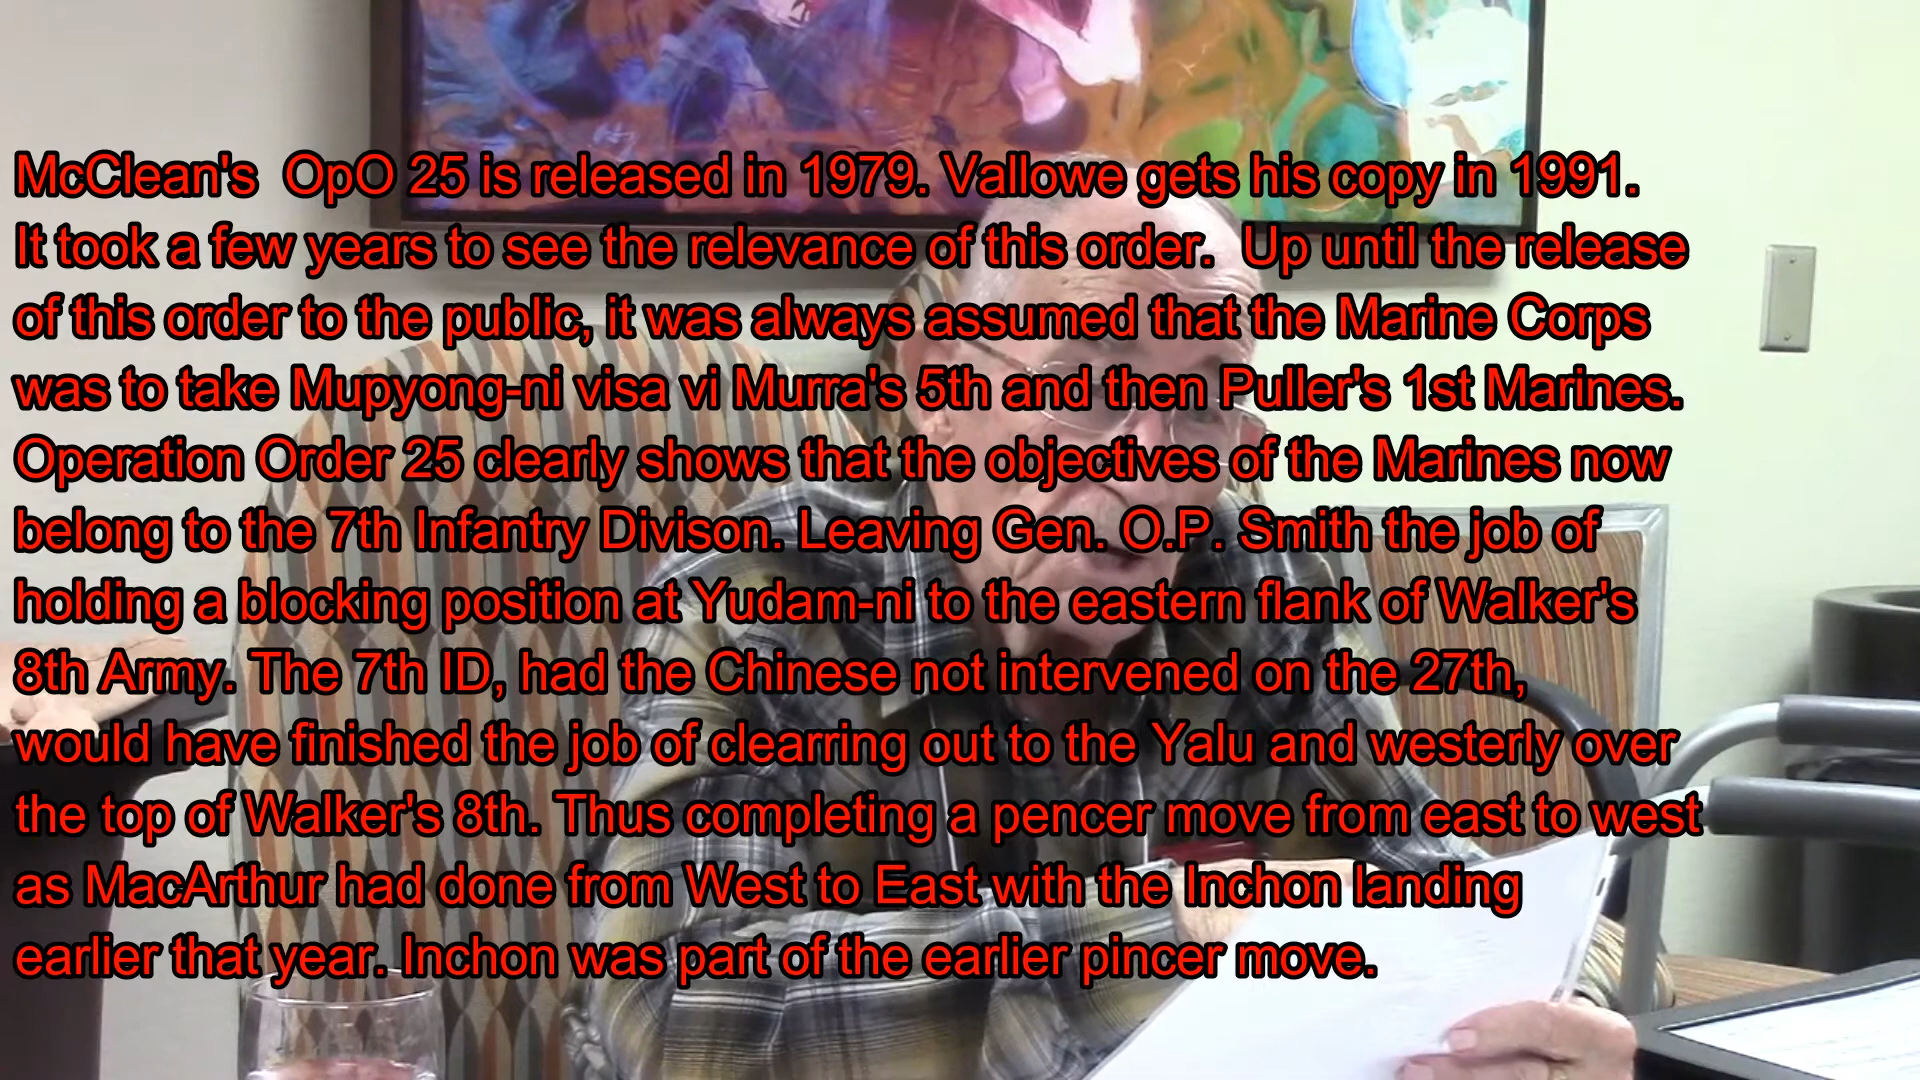 McClean's  OpO 25 is released in 1979. Vallowe gets his copy in 1991.
It took a few years to see the relevance of this order.  Up until the release
of this order to the public, it was always assumed that the Marine Corps
was to take Mupyong-ni visa vi Murra's 5th and then Puller's 1st Marines.
Operation Order 25 clearly shows that the objectives of the Marines now
belong to the 7th Infantry Divison. Leaving Gen. O.P. Smith the job of
holding a blocking position at Yudam-ni to the eastern flank of Walker's
8th Army. The 7th ID, had the Chinese not intervened on the 27th,
would have finished the job of clearring out to the Yalu and westerly over
the top of Walker's 8th. Thus completing a pencer move from east to west
as MacArthur had done from West to East with the Inchon landing
earlier that year. Inchon was part of the earlier pincer move.